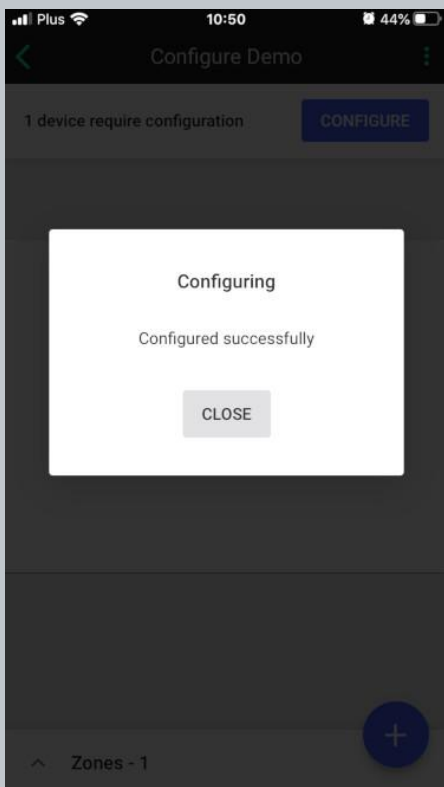 Plus
10:50
44%
Configure Demo
1 device require configuration
CONFIGURE
Configuring
Configured successfully
CLOSE
Zones - 1